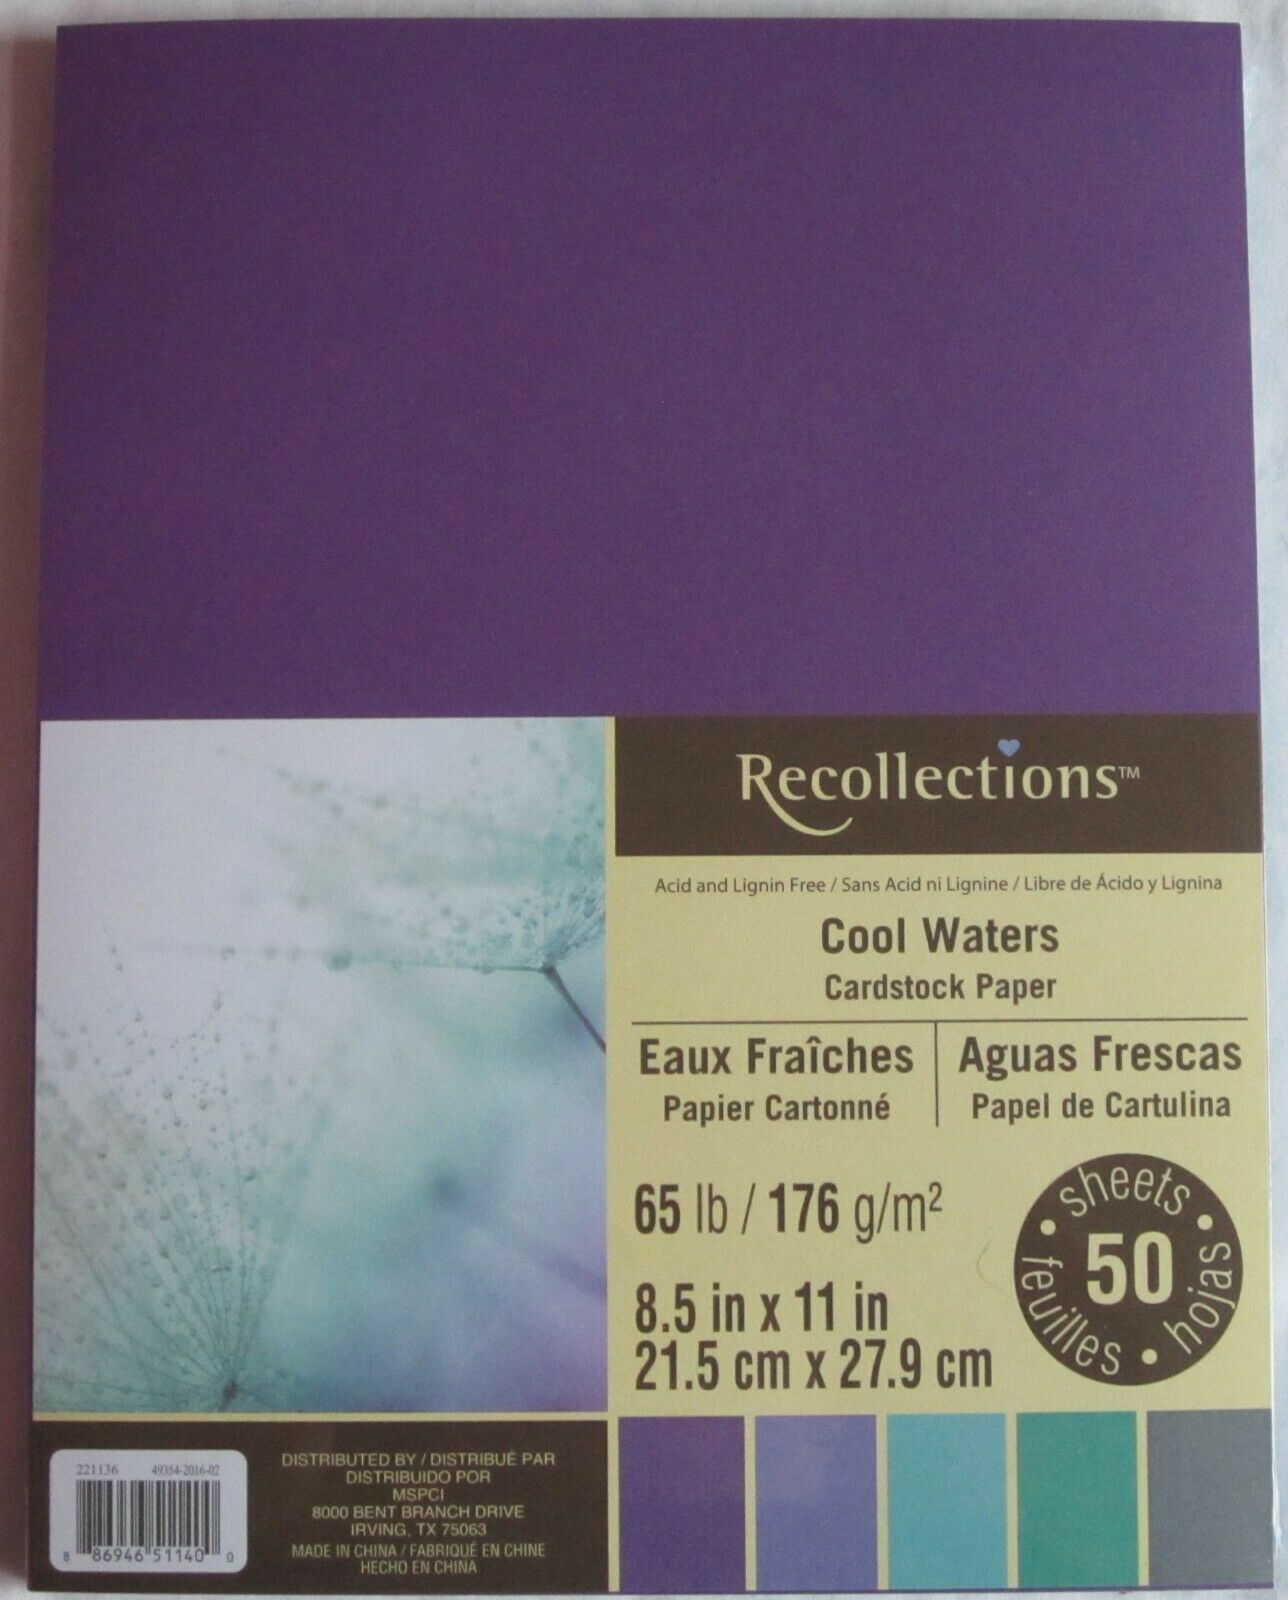 Recollections™
Acid and Lignin Free / Sans Acid ni Lignine / Libre de Ácido y Lignina
Cool Waters
Cardstock Paper
Eaux Fraîches
Papier Cartonné
Aguas Frescas
Papel de Cartulina
65 lb / 176 g/m²
8.5 in x 11 in
21.5 cm x 27.9 cm
sheets
50
feuilles • hojas
221136 49354-2016-02
8 86946 51140 0
DISTRIBUTED BY / DISTRIBUÉ PAR
DISTRIBUIDO POR
MSPCI
8000 BENT BRANCH DRIVE
IRVING, TX 75063
MADE IN CHINA / FABRIQUÉ EN CHINE
HECHO EN CHINA